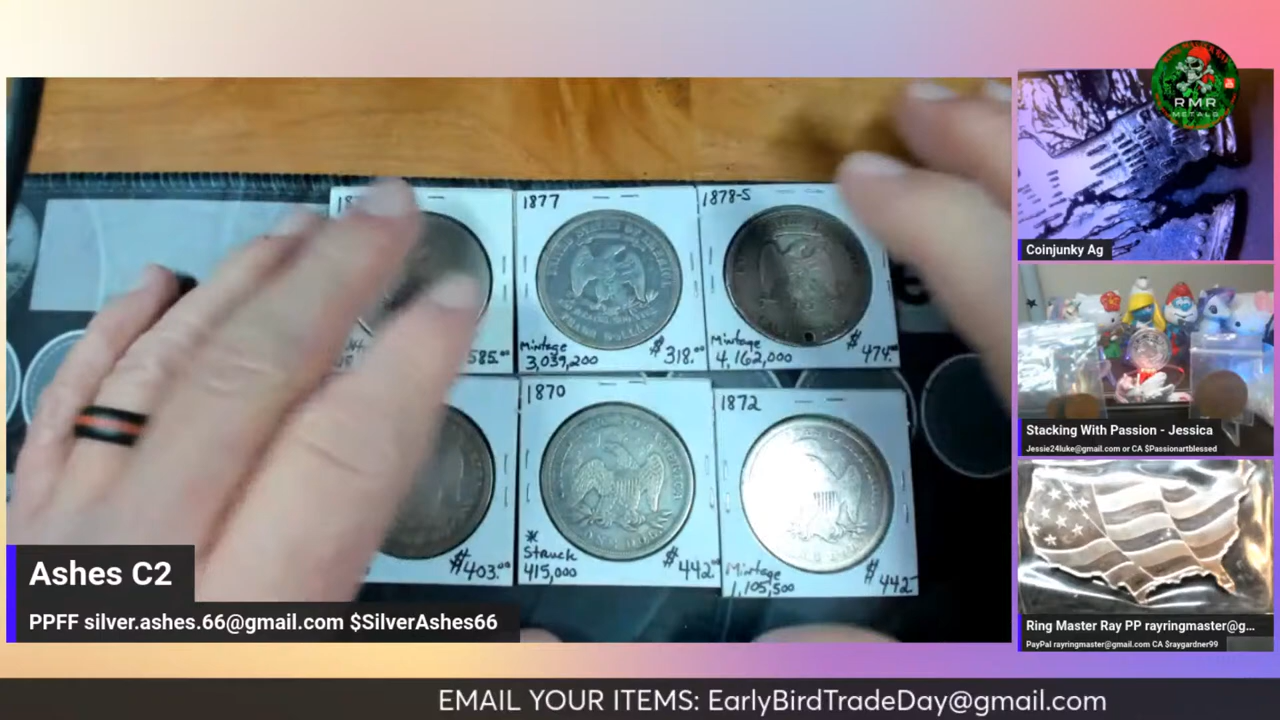 RMR
METALS
Coinjunky Ag
Stacking With Passion - Jessica
Jessie24luke@gmail.com or CA $Passionartblessed
Ring Master Ray PP rayringmaster@g...
PayPal rayringmaster@gmail.com CA $raygardner99
1877
Mintage
3,039,200
$318.00
1878-S
Mintage
4,162,000
$474.
585.00
$403.00
1870
*
Struck
415,000
$442.00
ONE DOL
1872
Mintage
1,105,500
$442
Ashes C2
PPFF silver.ashes.66@gmail.com $SilverAshes66
EMAIL YOUR ITEMS: EarlyBirdTradeDay@gmail.com